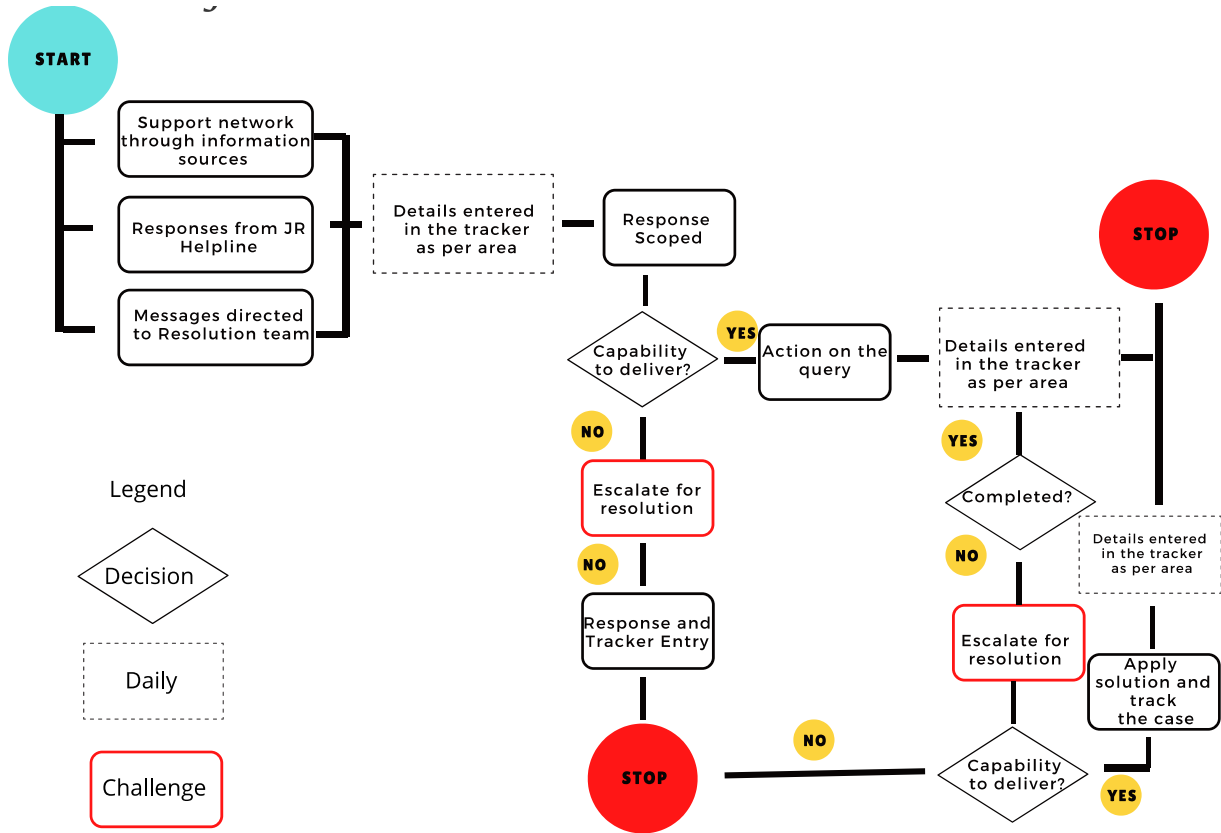 START
Support network
through information
sources
Responses from JR
Helpline
Messages directed
to Resolution team
Details entered
in the tracker
as per area
Response
Scoped
Capability
to deliver?
YES
Action on the
query
Details entered
in the tracker
as per area
STOP
NO
Escalate for
resolution
NO
Response and
Tracker Entry
STOP
YES
Completed?
NO
Escalate for
resolution
Capability
to deliver?
NO
YES
Apply
solution and
track
the case
Details entered
in the tracker
as per area
Legend
Decision
Daily
Challenge